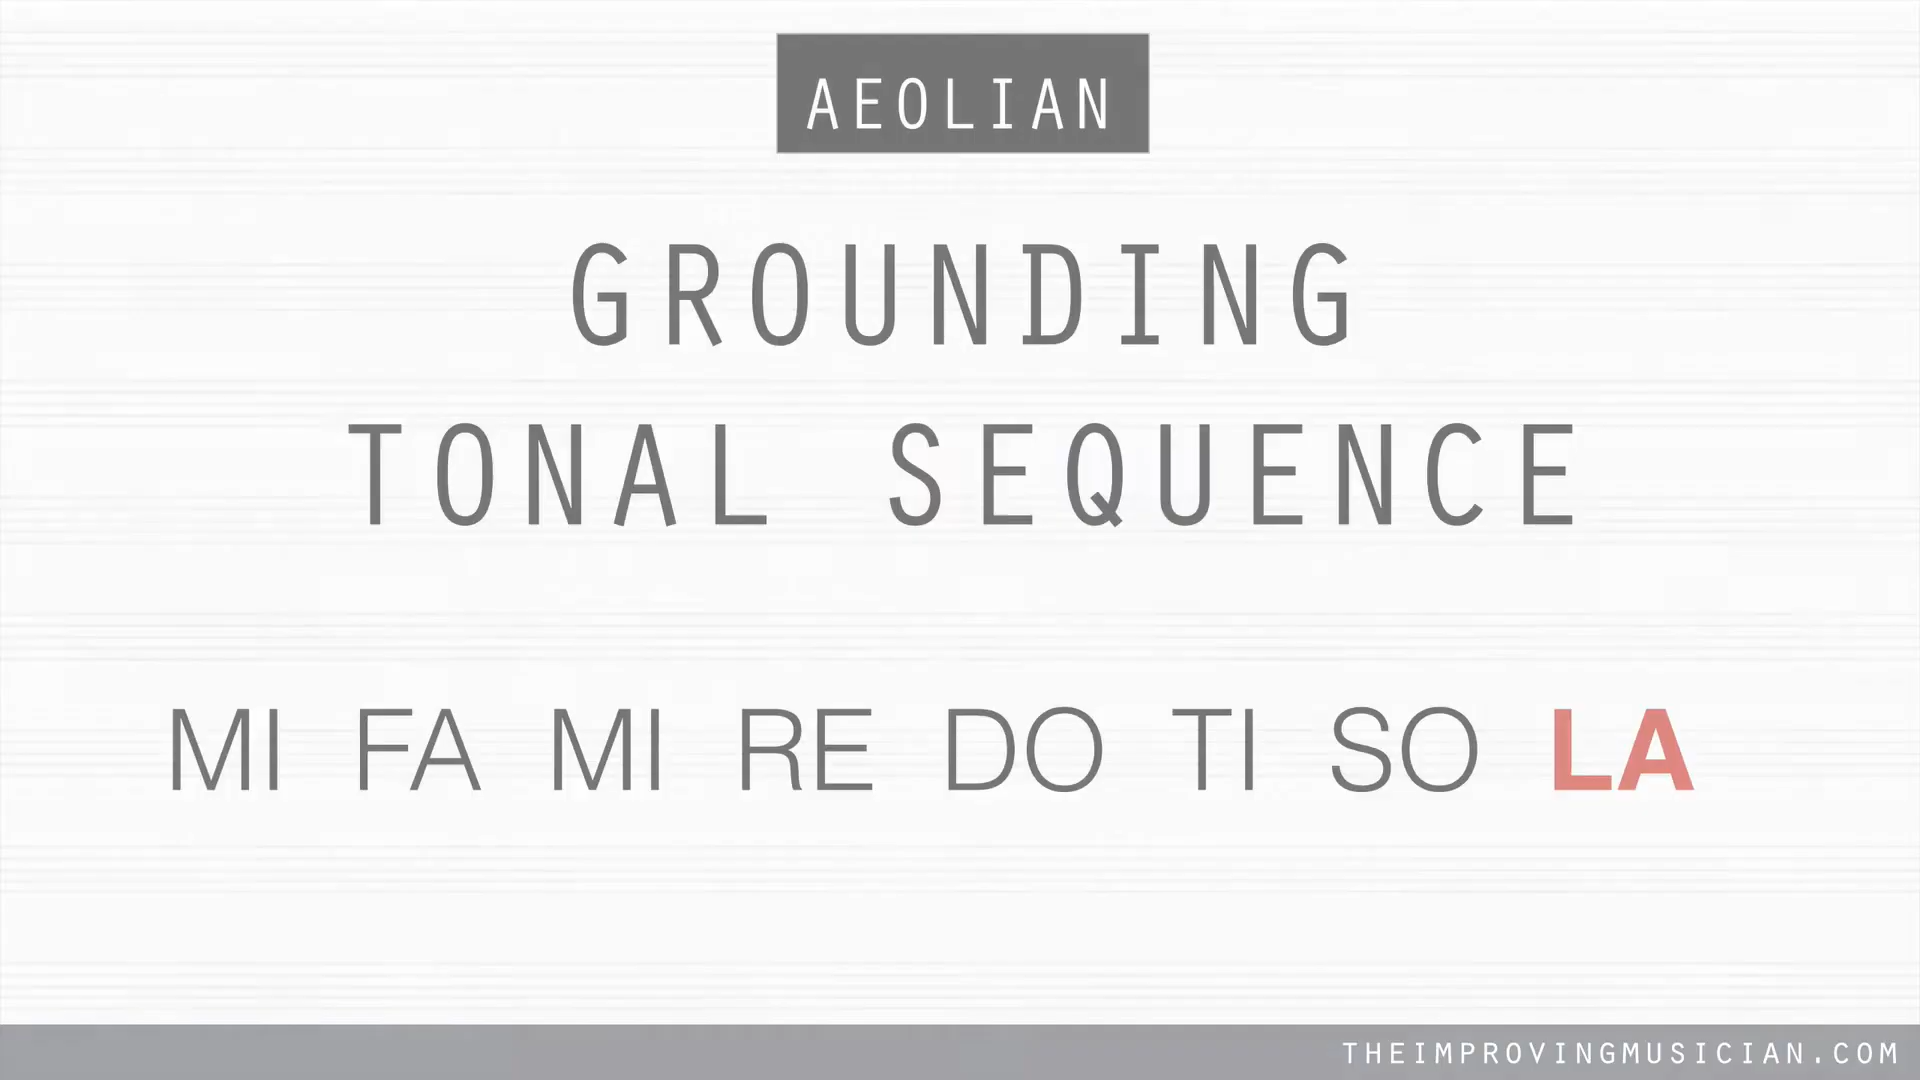 AEOLIAN
GROUNDING
TONAL SEQUENCE
MI FA MI RE DO TI SO LA
THEIMPROVINGMUSICIAN.COM